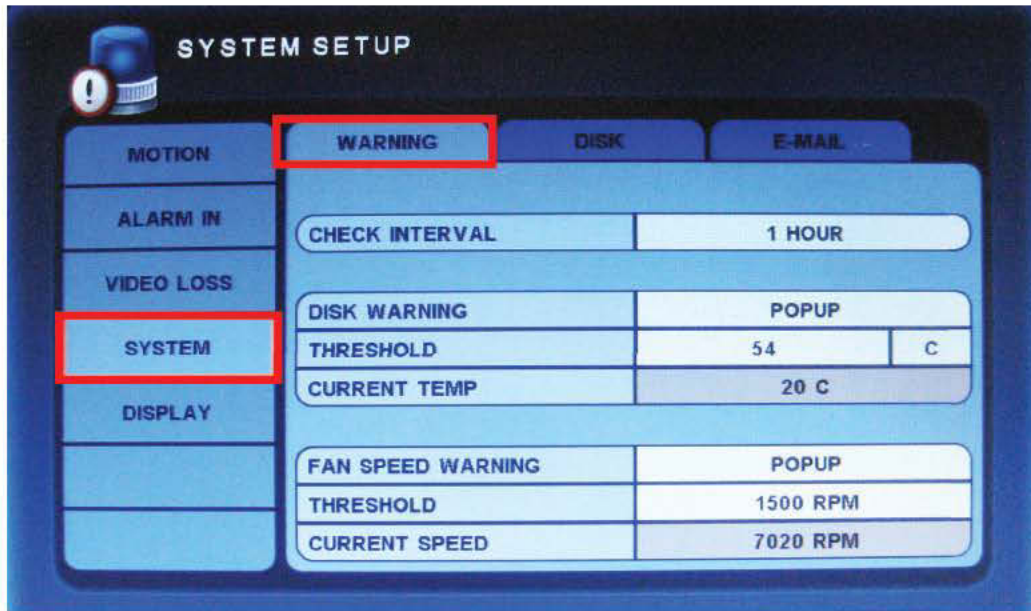 SYSTEM SETUP
!
MOTION
ALARM IN
VIDEO LOSS
SYSTEM
DISPLAY
WARNING DISK E-MAIL
CHECK INTERVAL 1 HOUR
DISK WARNING POPUP
THRESHOLD 54 C
CURRENT TEMP 20 C
FAN SPEED WARNING POPUP
THRESHOLD 1500 RPM
CURRENT SPEED 7020 RPM